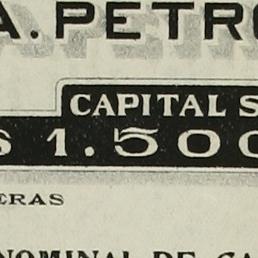 A. PETRO
CAPITAL S
$ 1.500
ERAS
NOMINAL DE CA